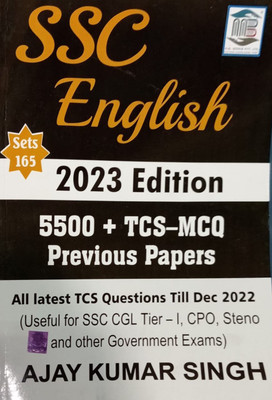 SSC
English
Sets
165
2023 Edition
5500 + TCS–MCQ
Previous Papers
All latest TCS Questions Till Dec 2022
(Useful for SSC CGL Tier – I, CPO, Steno
and other Government Exams)
AJAY KUMAR SINGH